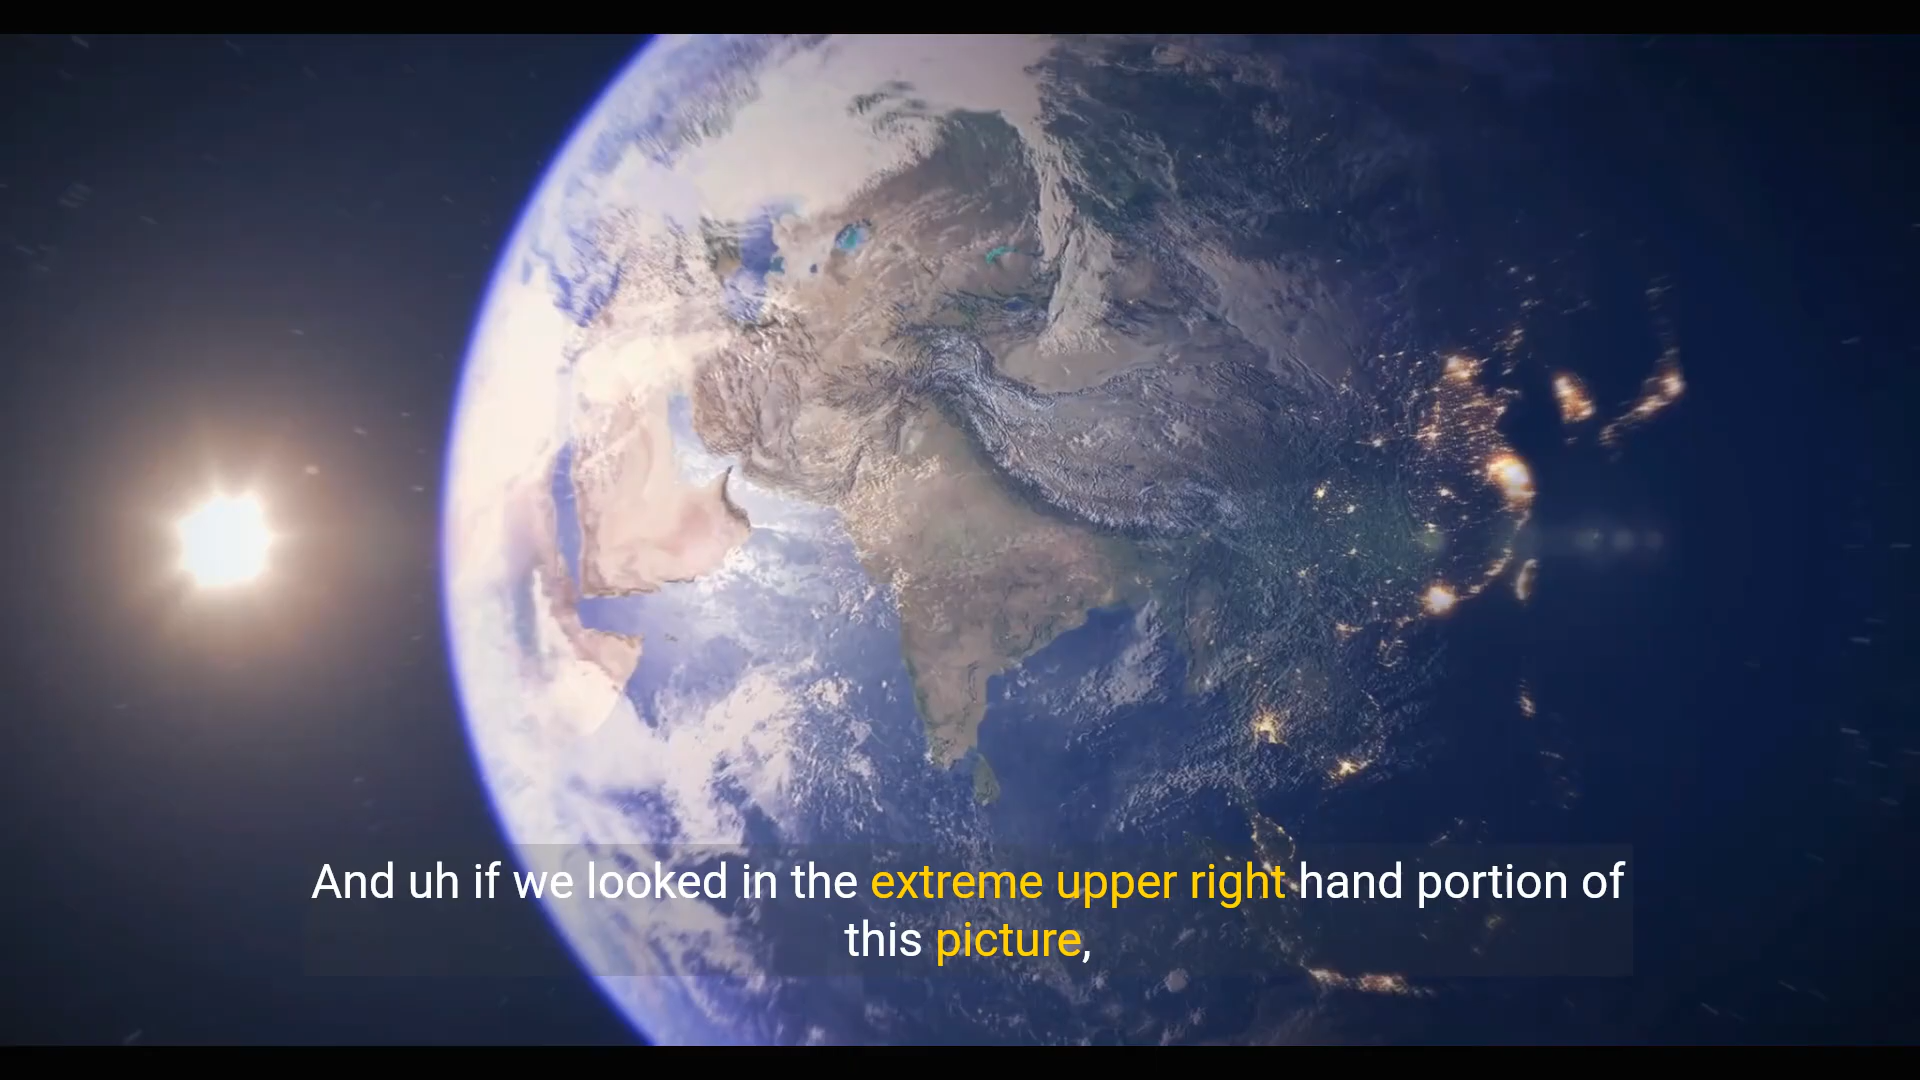 And uh if we looked in the extreme upper right hand portion of
this picture,